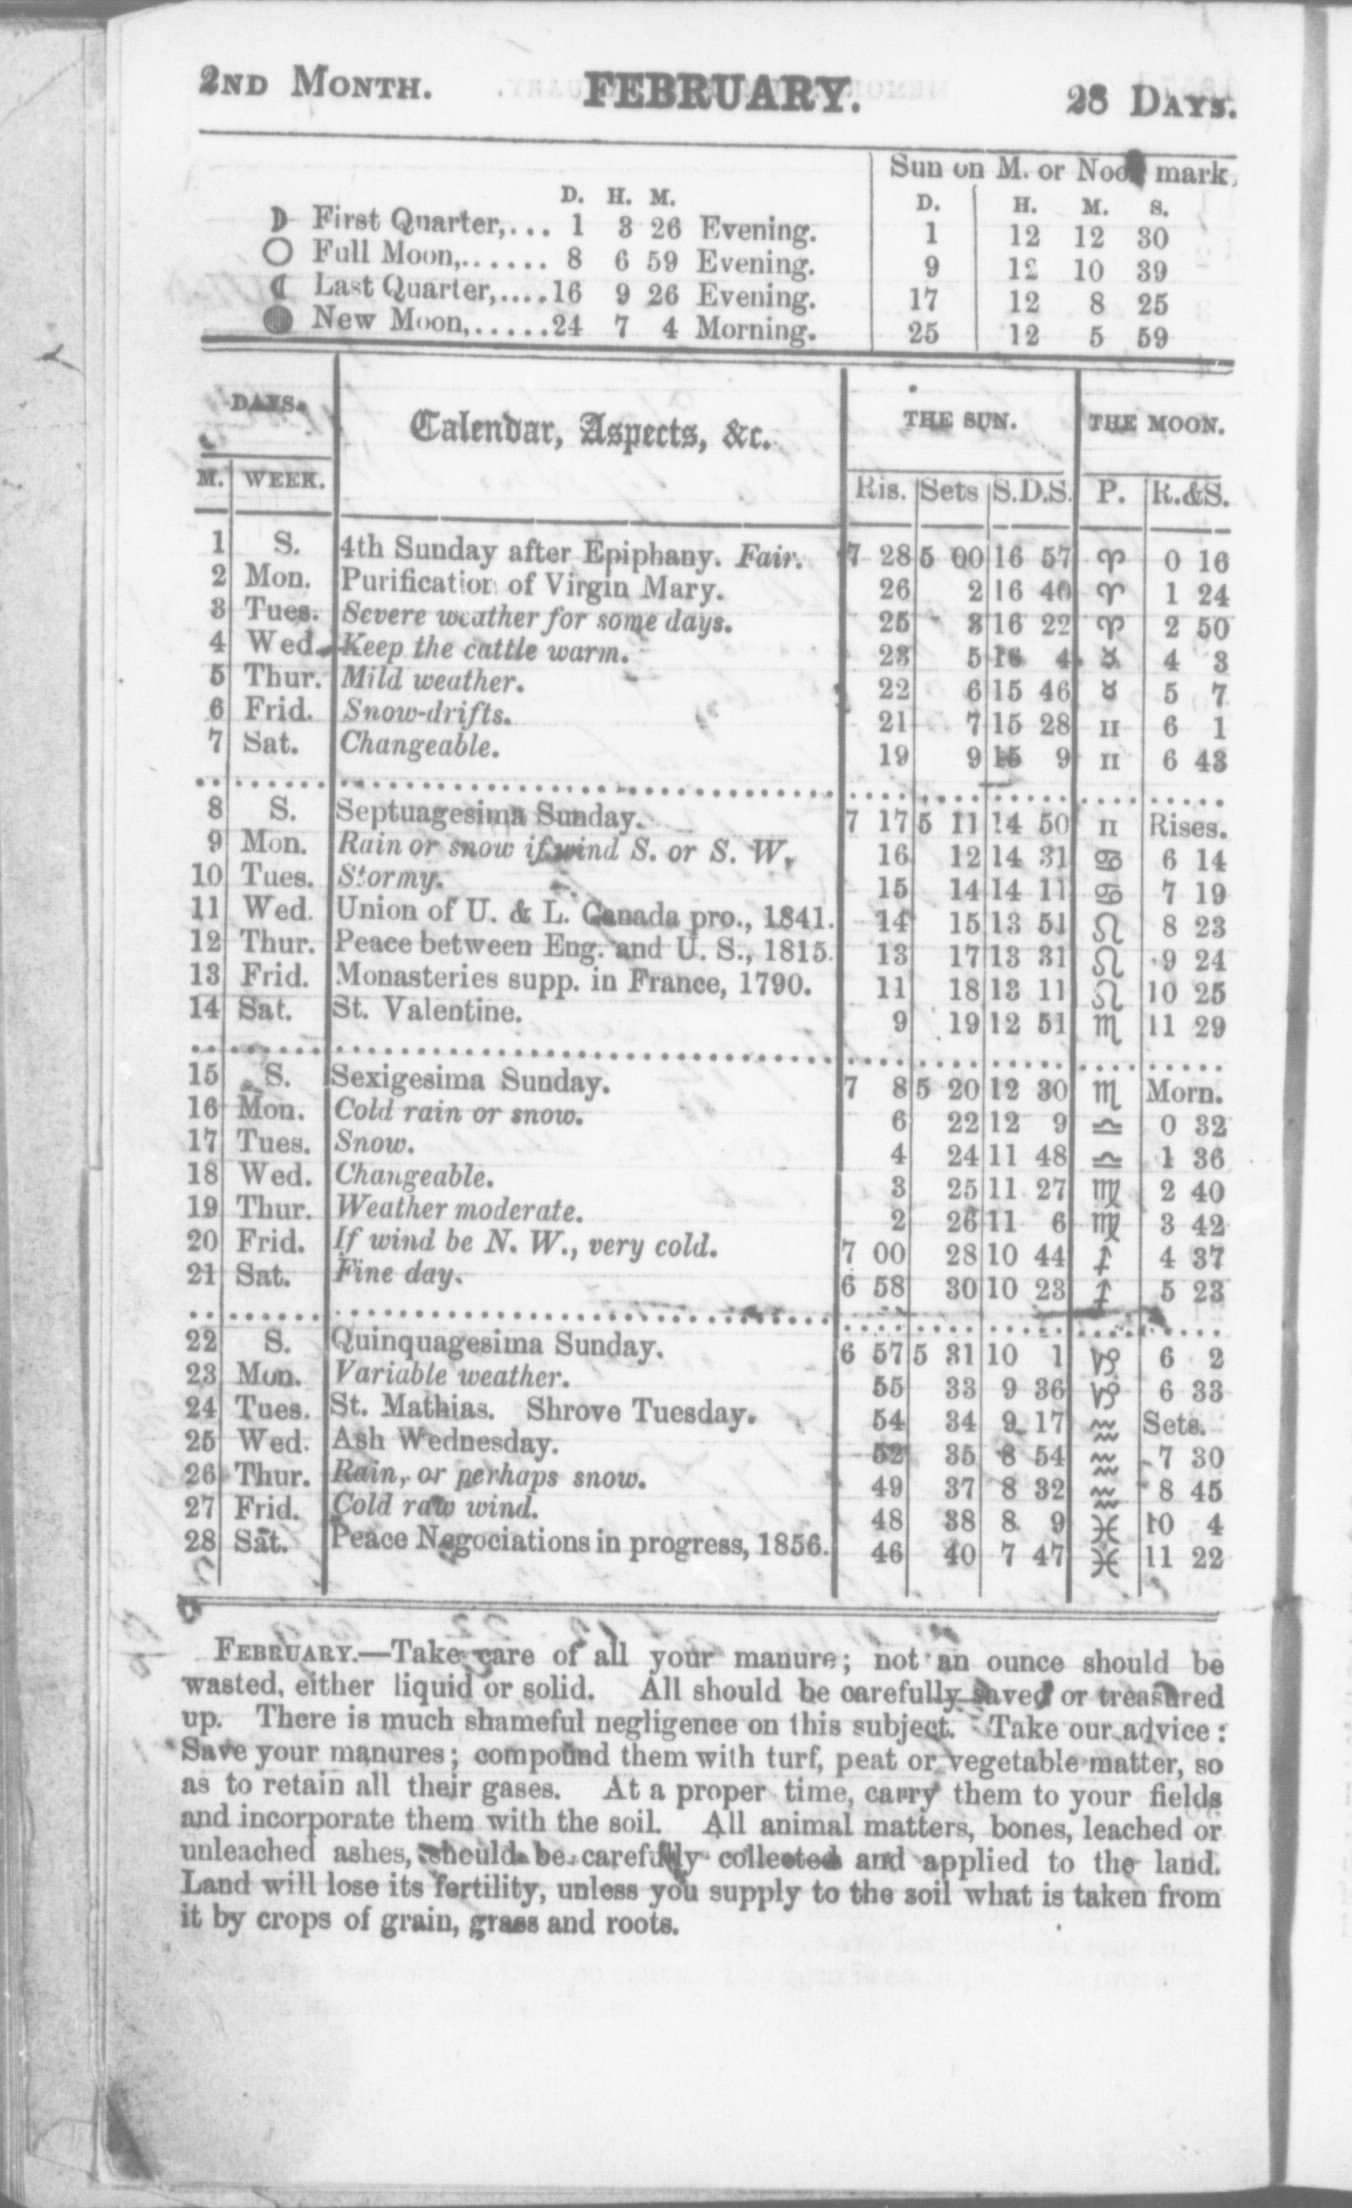 2ND MONTH. FEBRUARY. 28 DAYS.
Sun on M. or Noon mark.
D. H. M. D. H. M. S.
First Quarter,... 1 3 26 Evening. 1 12 12 30
Full Moon,...... 8 6 59 Evening. 9 12 10 39
Last Quarter,....16 9 26 Evening. 17 12 8 25
New Moon,.....24 7 4 Morning. 25 12 5 59
DAYS. Calendar, Aspects, &c. THE SUN. THE MOON.
M. WEEK. Ris. Sets S.D.S. P. R.&S.
1 S. 4th Sunday after Epiphany. Fair. 7 28 5 00 16 57 ♈ 0 16
2 Mon. Purification of Virgin Mary. 26 2 16 40 ♈ 1 24
3 Tues. Severe weather for some days. 25 3 16 22 ♈ 2 50
4 Wed. Keep the cattle warm. 23 5 16 4 ♉ 4 3
5 Thur. Mild weather. 22 6 15 46 ♉ 5 7
6 Frid. Snow-drifts. 21 7 15 28 ♊ 6 1
7 Sat. Changeable. 19 9 15 9 ♊ 6 43
8 S. Septuagesima Sunday. 7 17 5 11 14 50 ♊ Rises.
9 Mon. Rain or snow if wind S. or S. W. 16 12 14 31 ♋ 6 14
10 Tues. Stormy. 15 14 14 11 ♋ 7 19
11 Wed. Union of U. & L. Canada pro., 1841. 14 15 13 51 ♌ 8 23
12 Thur. Peace between Eng. and U. S., 1815. 13 17 13 31 ♌ 9 24
13 Frid. Monasteries supp. in France, 1790. 11 18 13 11 ♌ 10 25
14 Sat. St. Valentine. 9 19 12 51 ♏ 11 29
15 S. Sexigesima Sunday. 7 8 5 20 12 30 ♏ Morn.
16 Mon. Cold rain or snow. 6 22 12 9 ♎ 0 32
17 Tues. Snow. 4 24 11 48 ♎ 1 36
18 Wed. Changeable. 3 25 11 27 ♍ 2 40
19 Thur. Weather moderate. 2 26 11 6 ♍ 3 42
20 Frid. If wind be N. W., very cold. 7 00 28 10 44 ♐ 4 37
21 Sat. Fine day. 6 58 30 10 23 ♐ 5 23
22 S. Quinquagesima Sunday. 6 57 5 31 10 1 ♑ 6 2
23 Mon. Variable weather. 55 33 9 36 ♑ 6 33
24 Tues. St. Mathias. Shrove Tuesday. 54 34 9 17 ♒ Sets.
25 Wed. Ash Wednesday. 52 35 8 54 ♒ 7 30
26 Thur. Rain, or perhaps snow. 49 37 8 32 ♒ 8 45
27 Frid. Cold raw wind. 48 38 8 9 ♓ 10 4
28 Sat. Peace Negociations in progress, 1856. 46 40 7 47 ♓ 11 22
FEBRUARY.—Take care of all your manure; not an ounce should be
wasted, either liquid or solid. All should be carefully saved or treasured
up. There is much shameful negligence on this subject. Take our advice:
Save your manures; compound them with turf, peat or vegetable matter, so
as to retain all their gases. At a proper time, carry them to your fields
and incorporate them with the soil. All animal matters, bones, leached or
unleached ashes, should be carefully collected and applied to the land.
Land will lose its fertility, unless you supply to the soil what is taken from
it by crops of grain, grass and roots.